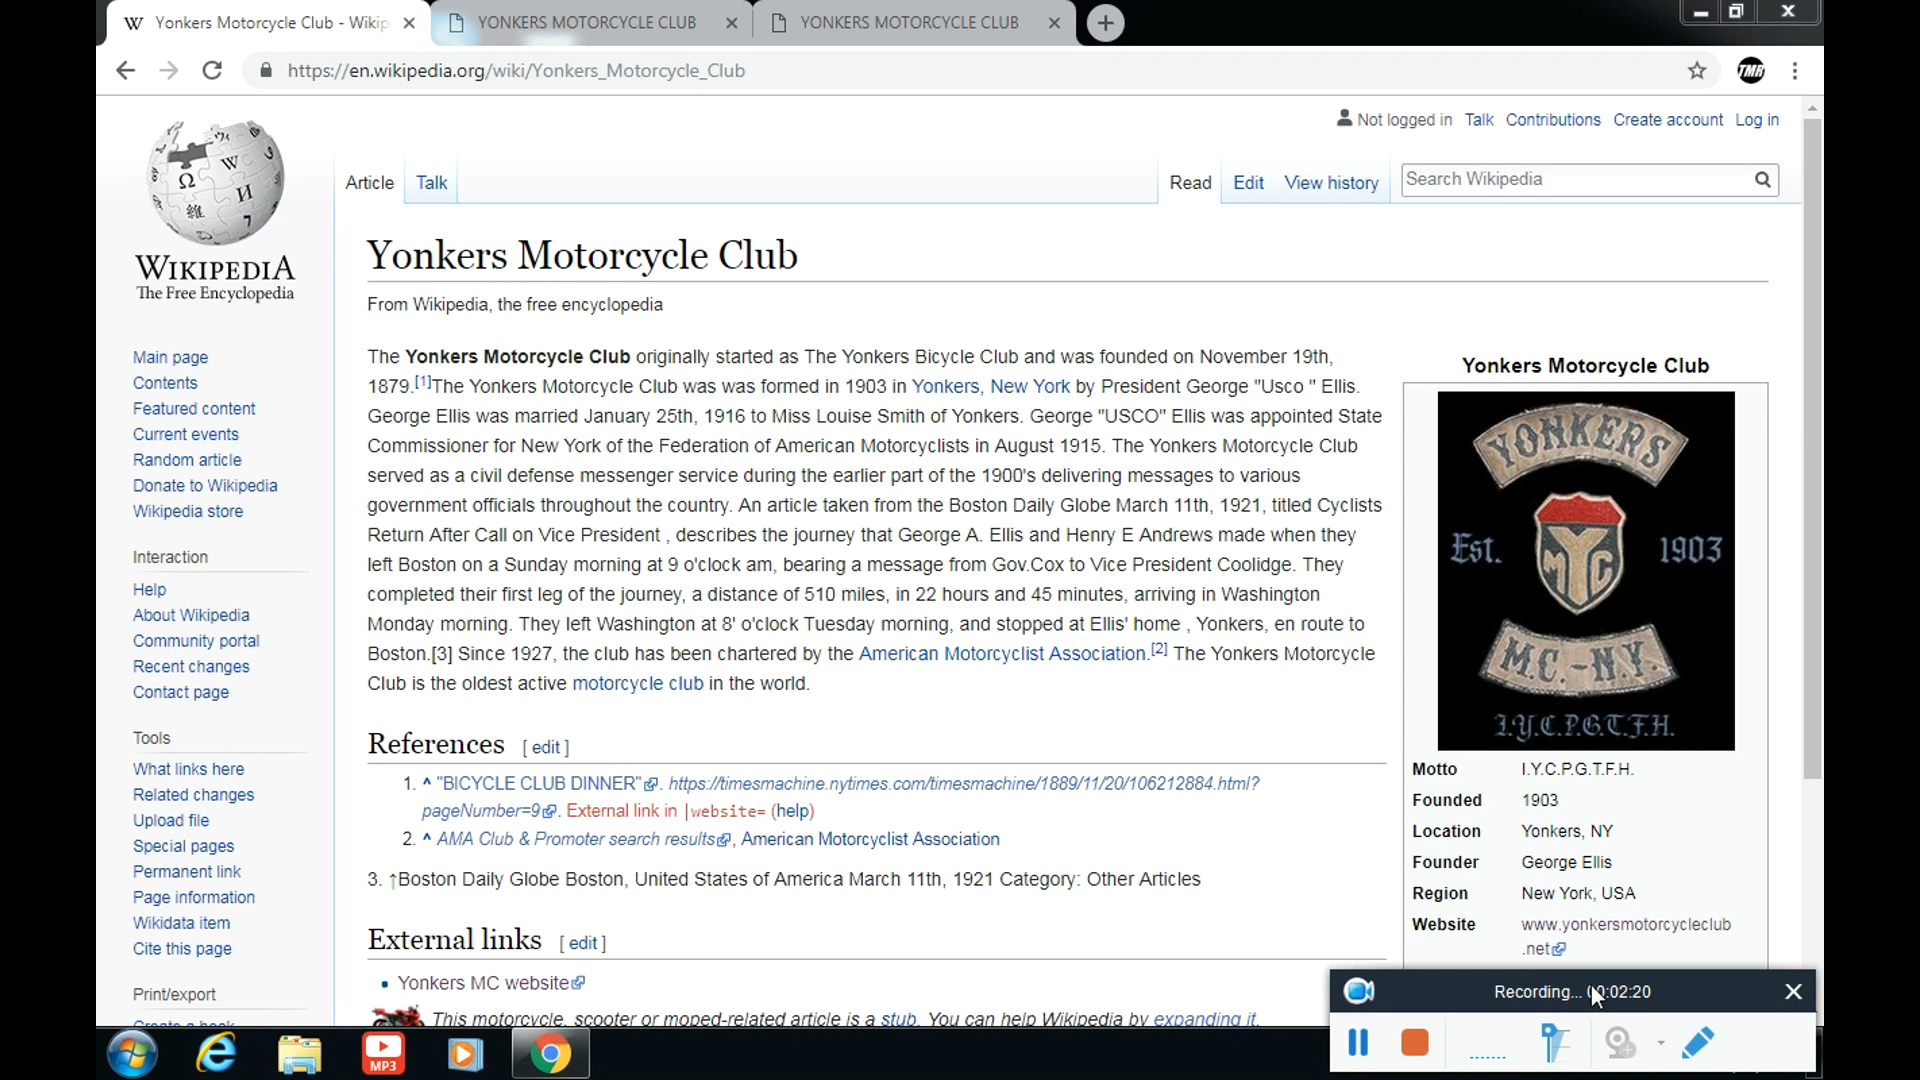 Yonkers Motorcycle Club - Wikip
YONKERS MOTORCYCLE CLUB
YONKERS MOTORCYCLE CLUB
https://en.wikipedia.org/wiki/Yonkers_Motorcycle_Club
TMR
Not logged in Talk Contributions Create account Log in
Article Talk
Read Edit View history
Search Wikipedia
WIKIPEDIA
The Free Encyclopedia
Main page
Contents
Featured content
Current events
Random article
Donate to Wikipedia
Wikipedia store
Interaction
Help
About Wikipedia
Community portal
Recent changes
Contact page
Tools
What links here
Related changes
Upload file
Special pages
Permanent link
Page information
Wikidata item
Cite this page
Print/export
Yonkers Motorcycle Club
From Wikipedia, the free encyclopedia
The Yonkers Motorcycle Club originally started as The Yonkers Bicycle Club and was founded on November 19th,
1879.[1]The Yonkers Motorcycle Club was was formed in 1903 in Yonkers, New York by President George "Usco " Ellis.
George Ellis was married January 25th, 1916 to Miss Louise Smith of Yonkers. George "USCO" Ellis was appointed State
Commissioner for New York of the Federation of American Motorcyclists in August 1915. The Yonkers Motorcycle Club
served as a civil defense messenger service during the earlier part of the 1900's delivering messages to various
government officials throughout the country. An article taken from the Boston Daily Globe March 11th, 1921, titled Cyclists
Return After Call on Vice President , describes the journey that George A. Ellis and Henry E Andrews made when they
left Boston on a Sunday morning at 9 o'clock am, bearing a message from Gov.Cox to Vice President Coolidge. They
completed their first leg of the journey, a distance of 510 miles, in 22 hours and 45 minutes, arriving in Washington
Monday morning. They left Washington at 8' o'clock Tuesday morning, and stopped at Ellis' home , Yonkers, en route to
Boston.[3] Since 1927, the club has been chartered by the American Motorcyclist Association.[2] The Yonkers Motorcycle
Club is the oldest active motorcycle club in the world.
References [ edit ]
1. ^ "BICYCLE CLUB DINNER". https://timesmachine.nytimes.com/timesmachine/1889/11/20/106212884.html?
pageNumber=9. External link in |website= (help)
2. ^ AMA Club & Promoter search results, American Motorcyclist Association
3. ↑Boston Daily Globe Boston, United States of America March 11th, 1921 Category: Other Articles
External links [ edit ]
Yonkers MC website
This motorcycle, scooter or moped-related article is a stub. You can help Wikipedia by expanding it.
Yonkers Motorcycle Club
YONKERS
Est. 1903
MYC
M.C.-N.Y.
I.Y.C.P.G.T.F.H.
Motto I.Y.C.P.G.T.F.H.
Founded 1903
Location Yonkers, NY
Founder George Ellis
Region New York, USA
Website www.yonkersmotorcycleclub
.net
Recording... 00:02:20
MP3